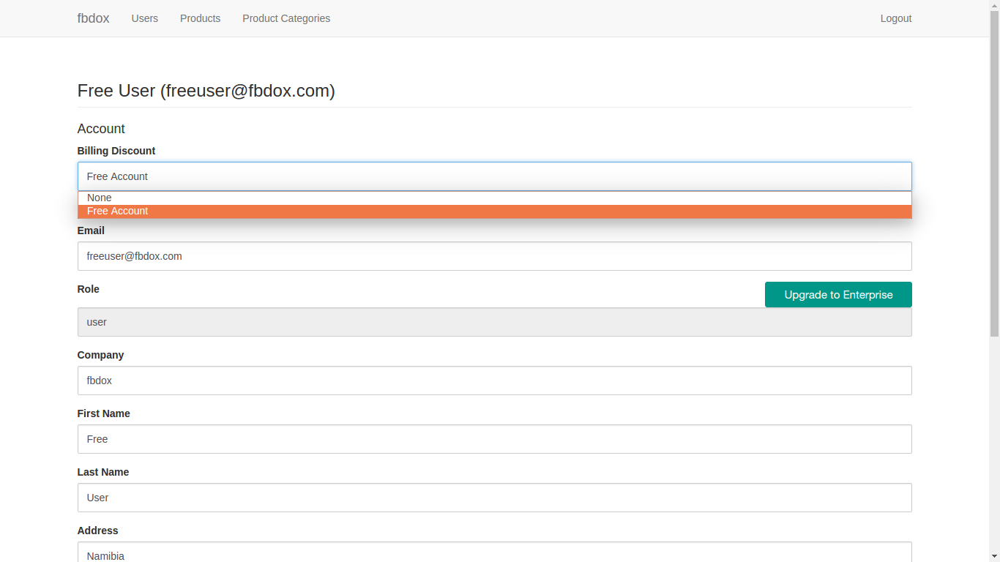 fbdox Users Products Product Categories Logout
Free User (freeuser@fbdox.com)
Account
Billing Discount
Free Account
None
Free Account
Email
freeuser@fbdox.com
Role
Upgrade to Enterprise
user
Company
fbdox
First Name
Free
Last Name
User
Address
Namibia